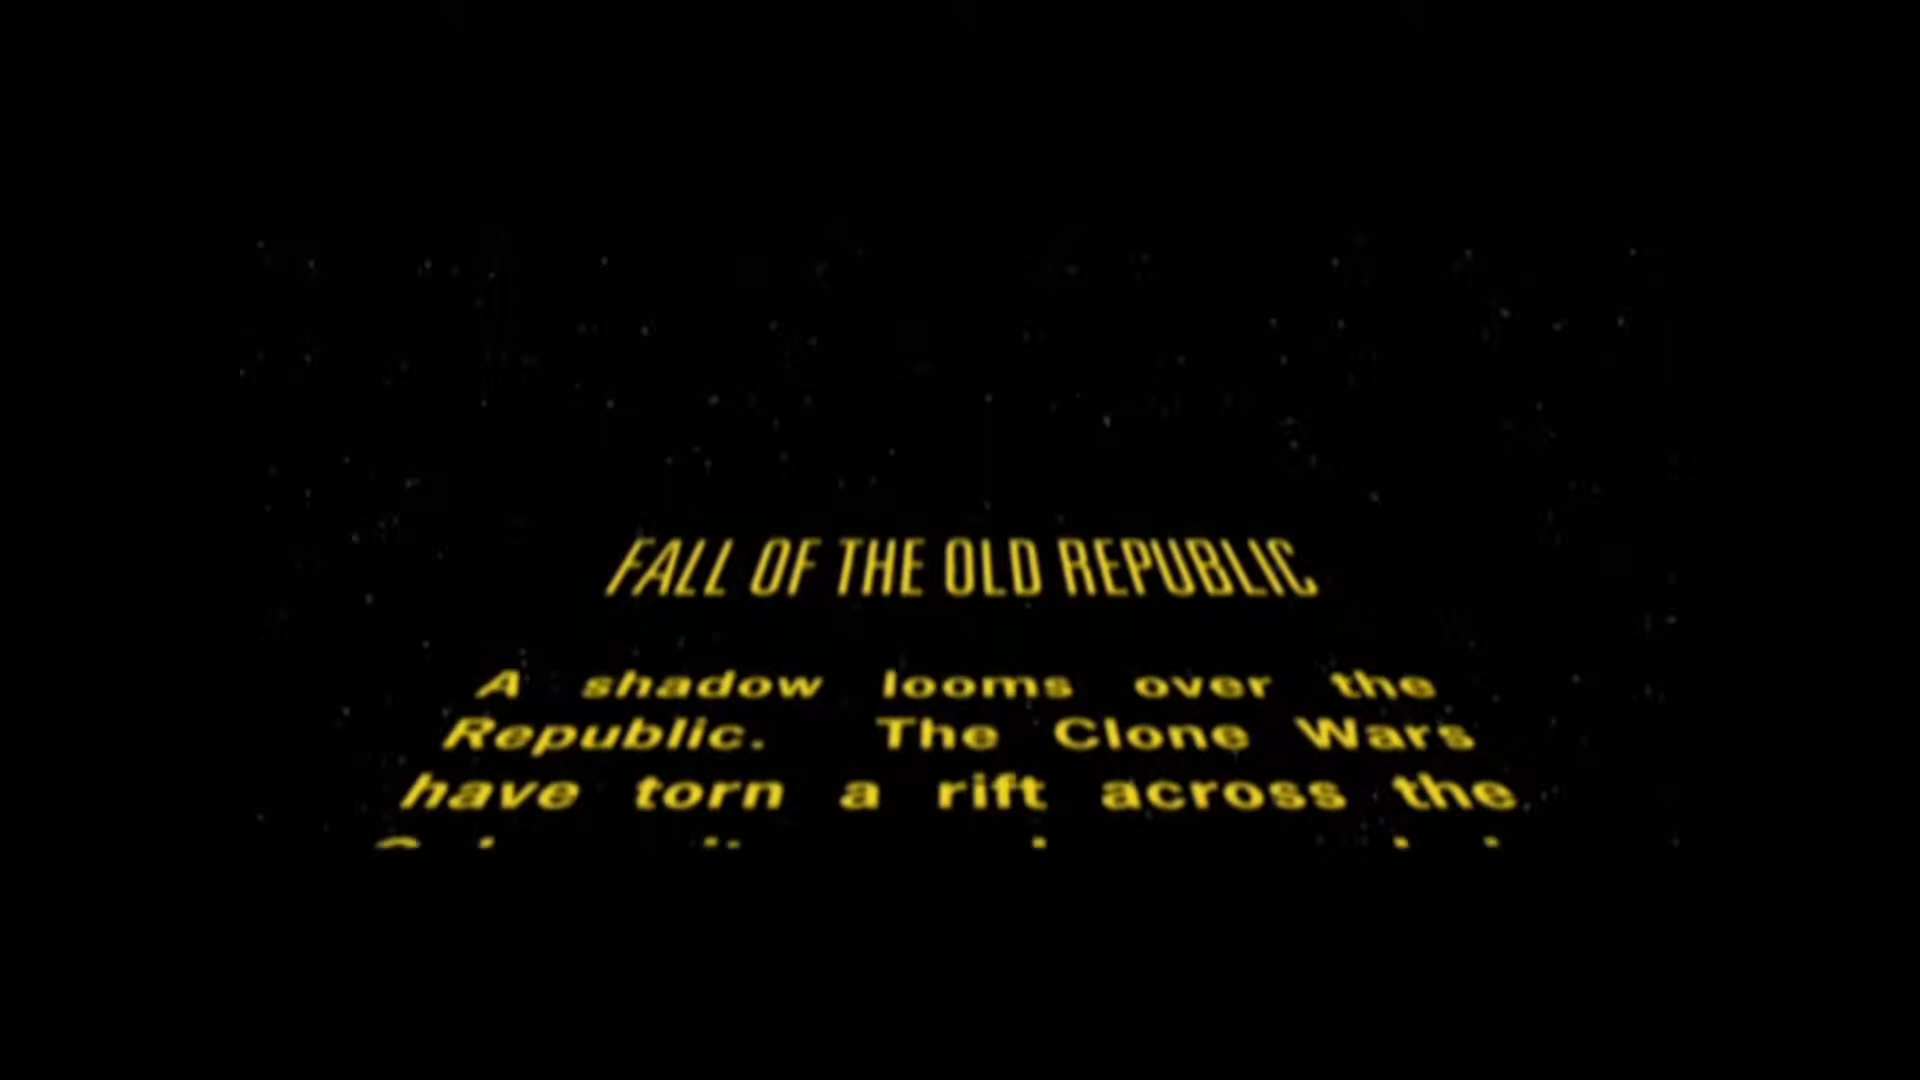 FALL OF THE OLD REPUBLIC
A shadow looms over the
Republic. The Clone Wars
have torn a rift across the